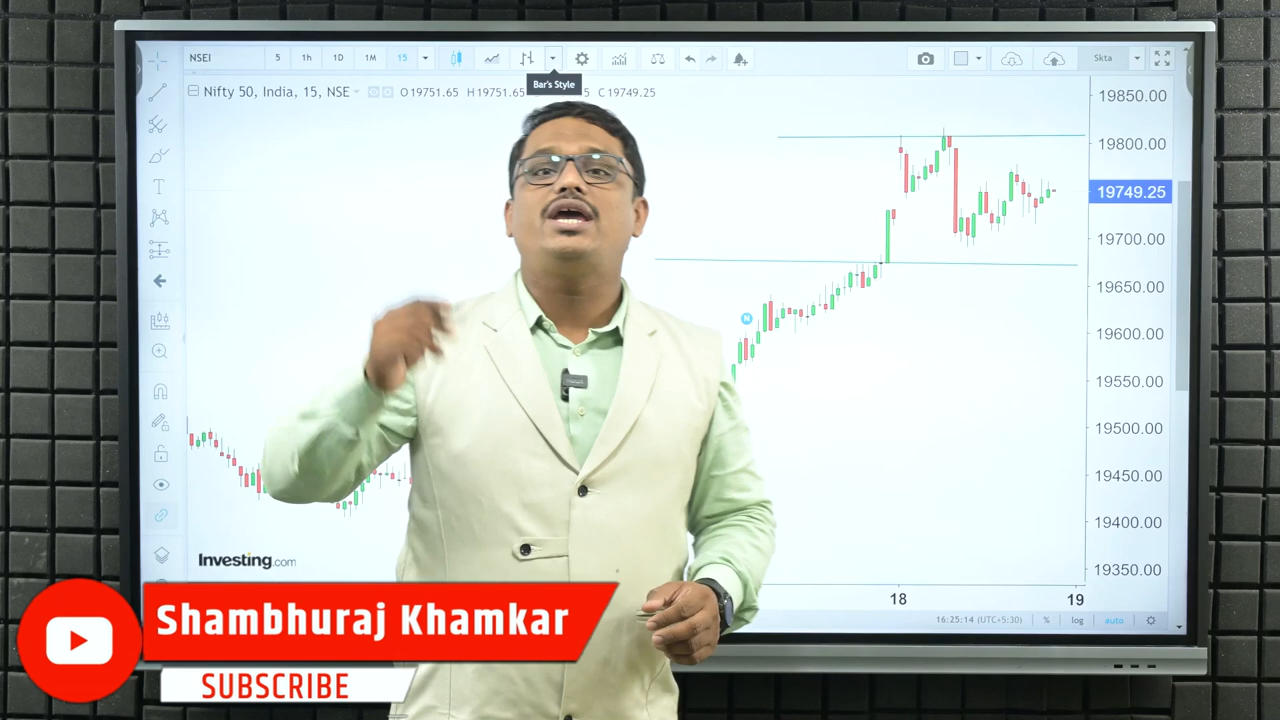 NSEI 5 1h 1D 1M 15 Skta
Bar's Style
Nifty 50, India, 15, NSE O19751.65 H19751.65 5 C19749.25
19850.00
19800.00
19749.25
19700.00
19650.00
19600.00
19550.00
19500.00
19450.00
19400.00
19350.00
T
N
Investing.com
18 19
16:25:14 (UTC+5:30) % log auto
Shambhuraj Khamkar
SUBSCRIBE